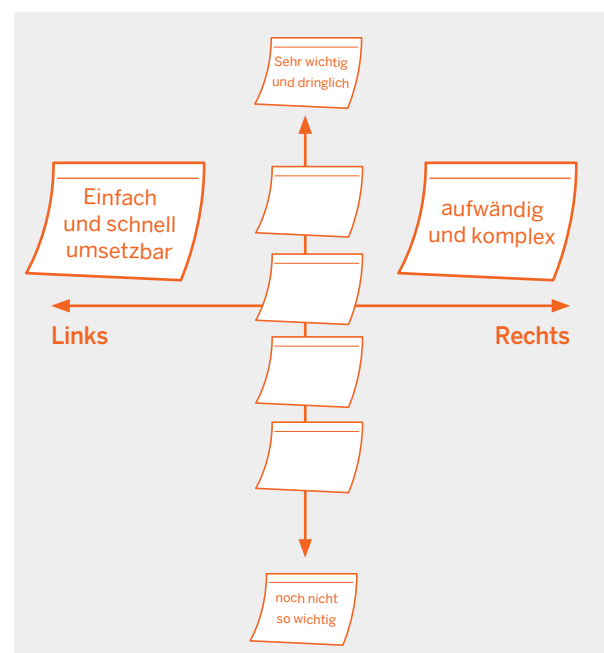 Sehr wichtig
und dringlich
Einfach
und schnell
umsetzbar
aufwändig
und komplex
Links
Rechts
noch nicht
so wichtig